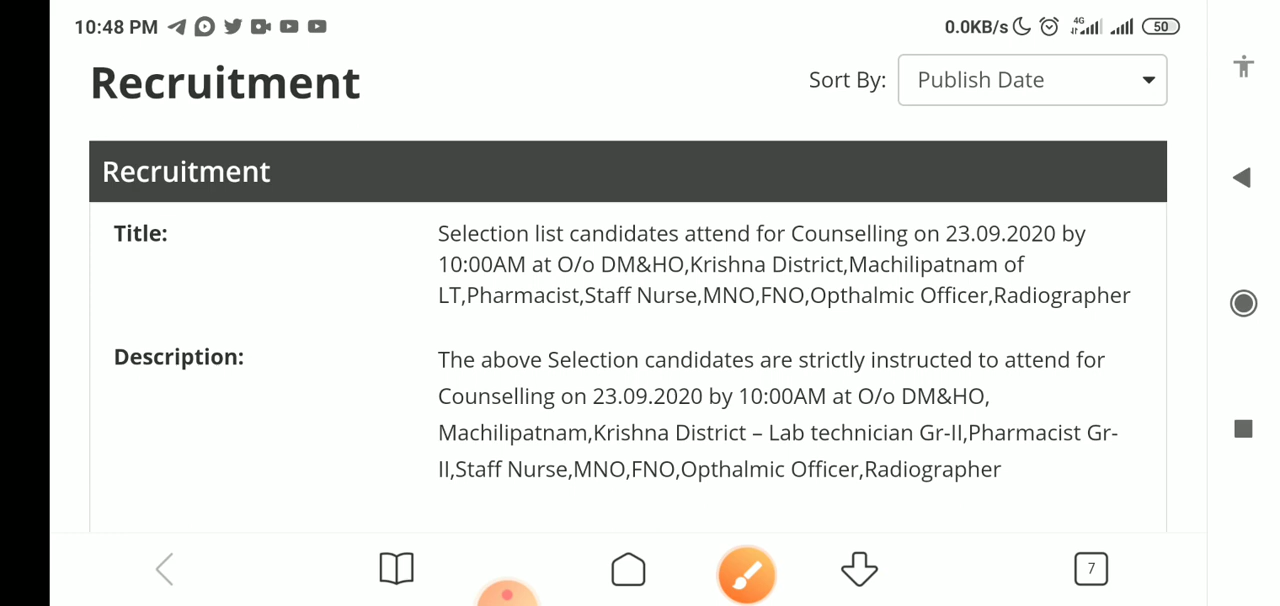 10:48 PM
0.0KB/s
4G
50
Recruitment
Sort By:
Publish Date
Recruitment
Title:
Selection list candidates attend for Counselling on 23.09.2020 by
10:00AM at O/o DM&HO,Krishna District,Machilipatnam of
LT,Pharmacist,Staff Nurse,MNO,FNO,Opthalmic Officer,Radiographer
Description:
The above Selection candidates are strictly instructed to attend for
Counselling on 23.09.2020 by 10:00AM at O/o DM&HO,
Machilipatnam,Krishna District – Lab technician Gr-II,Pharmacist Gr-
II,Staff Nurse,MNO,FNO,Opthalmic Officer,Radiographer
7